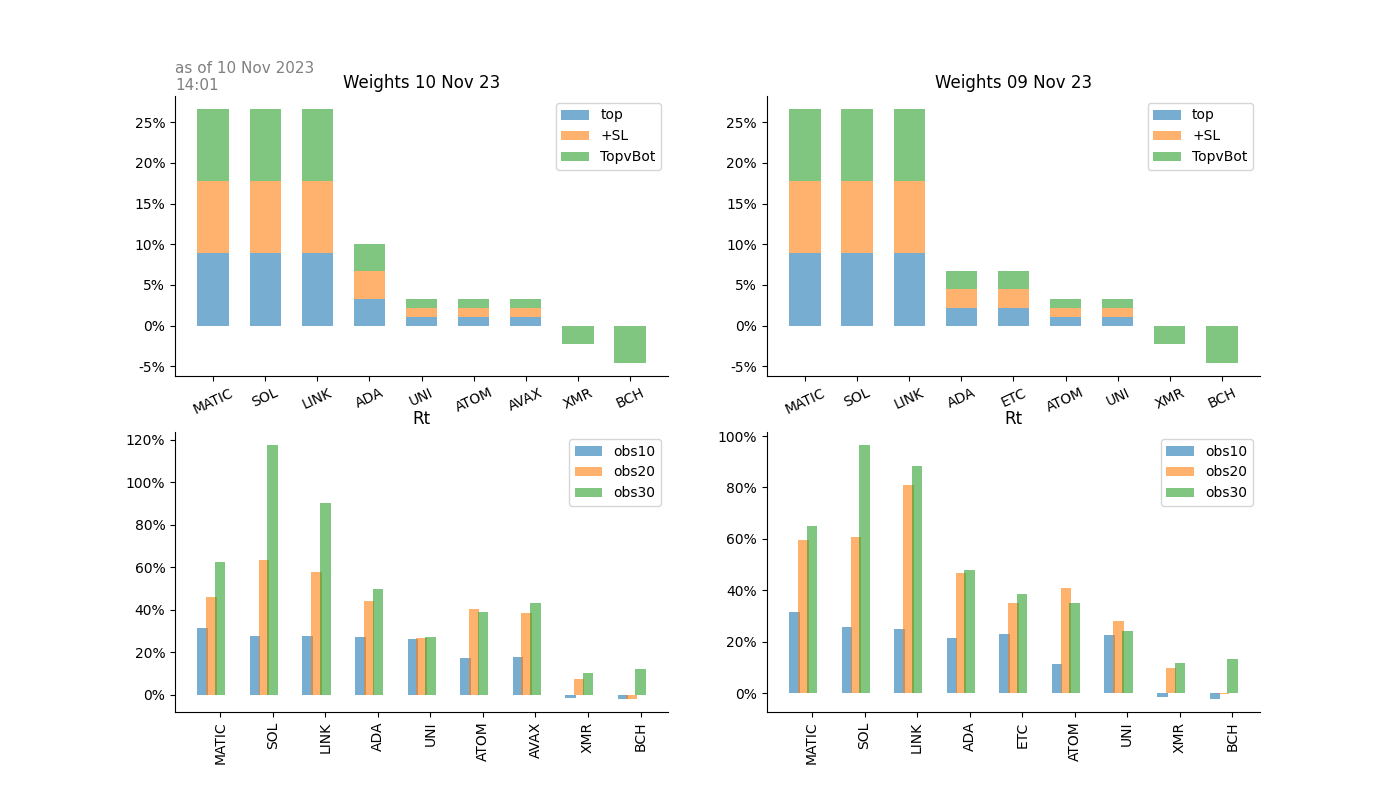 as of 10 Nov 2023
14:01
Weights 10 Nov 23
25%
20%
15%
10%
5%
0%
-5%
top
+SL
TopvBot
MATIC
SOL
LINK
ADA
UNI
ATOM
AVAX
XMR
BCH
Weights 09 Nov 23
25%
20%
15%
10%
5%
0%
-5%
top
+SL
TopvBot
MATIC
SOL
LINK
ADA
ETC
ATOM
UNI
XMR
BCH
Rt
120%
100%
80%
60%
40%
20%
0%
obs10
obs20
obs30
MATIC
SOL
LINK
ADA
UNI
ATOM
AVAX
XMR
BCH
Rt
100%
80%
60%
40%
20%
0%
obs10
obs20
obs30
MATIC
SOL
LINK
ADA
ETC
ATOM
UNI
XMR
BCH